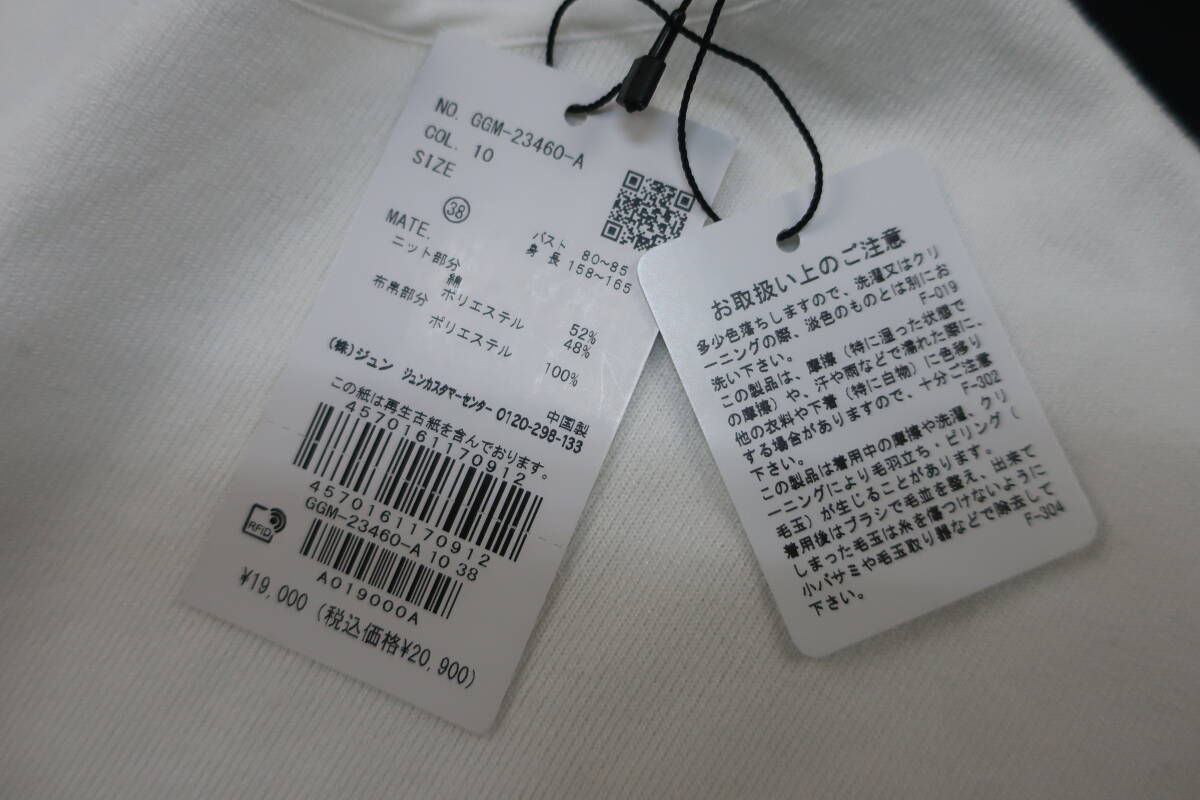 NO. GGM-23460-A
COL. 10
SIZE
㊳
バスト 80~85
身長 158~165
MATE.
ニット部分
綿 52%
ポリエステル 48%
布帛部分
ポリエステル 100%
中国製
(株)ジュン ジュンカスタマーセンター 0120-298-133
この紙は再生古紙を含んでおります。
4570161170912
4570161170912
GGM-23460-A 10 38
RFID
A019000A
¥19,000 (税込価格¥20,900)
お取扱い上のご注意
多少色落ちしますので、洗濯又はクリ
ーニングの際、淡色のものとは別にお
洗い下さい。 F-019
この製品は、摩擦(特に湿った状態で
の摩擦)や、汗や雨などで濡れた際に、
他の衣料や下着(特に白物)に色移り
する場合がありますので、十分ご注意
下さい。 F-302
この製品は着用中の摩擦や洗濯、クリ
ーニングにより毛羽立ち・ピリング(
毛玉)が生じることがあります。
着用後はブラシで毛並を整え、出来て
しまった毛玉は糸を傷つけないように
小バサミや毛玉取り器などで除去して
下さい。 F-304